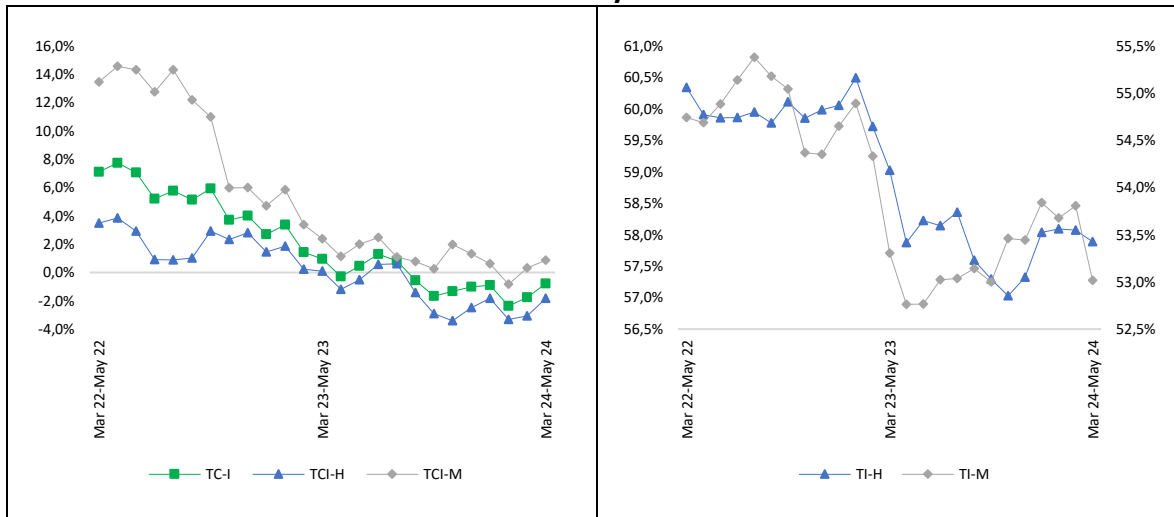 16,0%
14,0%
12,0%
10,0%
8,0%
6,0%
4,0%
2,0%
0,0%
-2,0%
-4,0%
Mar 22-May 22
Mar 23-May 23
Mar 24-May 24
TC-I
TCI-H
TCI-M
61,0%
60,5%
60,0%
59,5%
59,0%
58,5%
58,0%
57,5%
57,0%
56,5%
55,5%
55,0%
54,5%
54,0%
53,5%
53,0%
52,5%
Mar 22-May 22
Mar 23-May 23
Mar 24-May 24
TI-H
TI-M